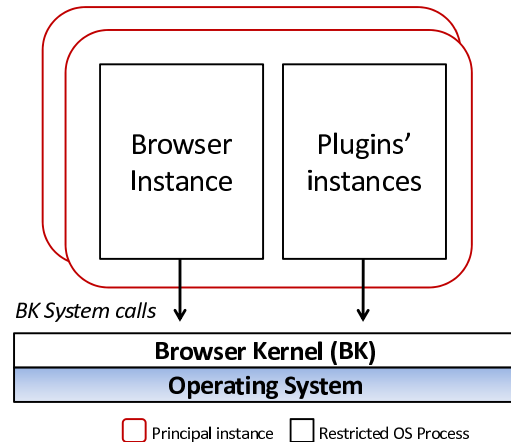 Browser
Instance
Plugins'
instances
BK System calls
Browser Kernel (BK)
Operating System
Principal instance
Restricted OS Process